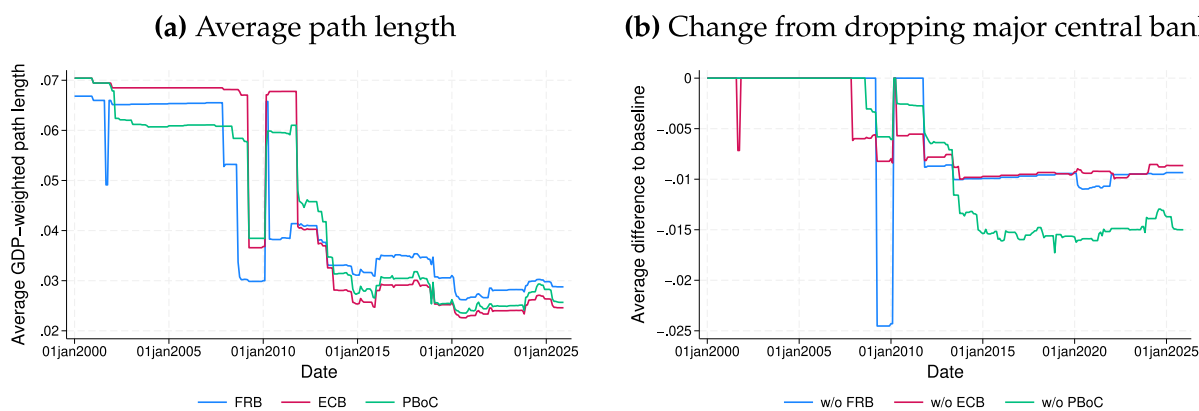 (a) Average path length
Average GDP-weighted path length
.07
.06
.05
.04
.03
.02
01jan2000 01jan2005 01jan2010 01jan2015 01jan2020 01jan2025
Date
FRB ECB PBoC
(b) Change from dropping major central bank
Average difference to baseline
0
-.005
-.01
-.015
-.02
-.025
01jan2000 01jan2005 01jan2010 01jan2015 01jan2020 01jan2025
Date
w/o FRB w/o ECB w/o PBoC